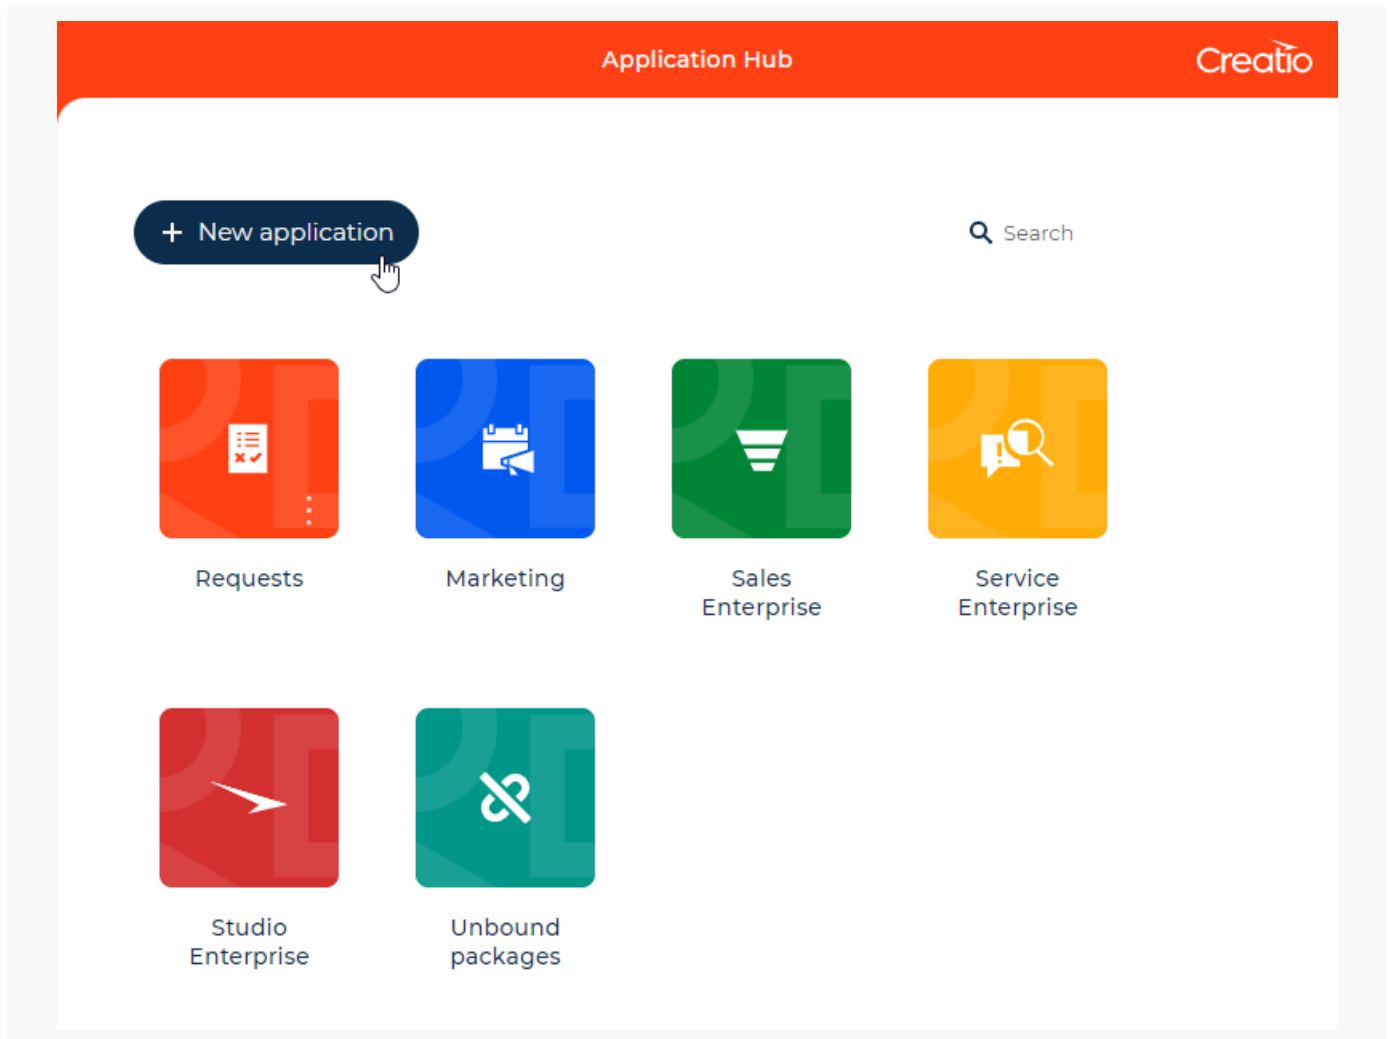 Application Hub
Creatio
+ New application
Search
Requests
Marketing
Sales
Enterprise
Service
Enterprise
Studio
Enterprise
Unbound
packages